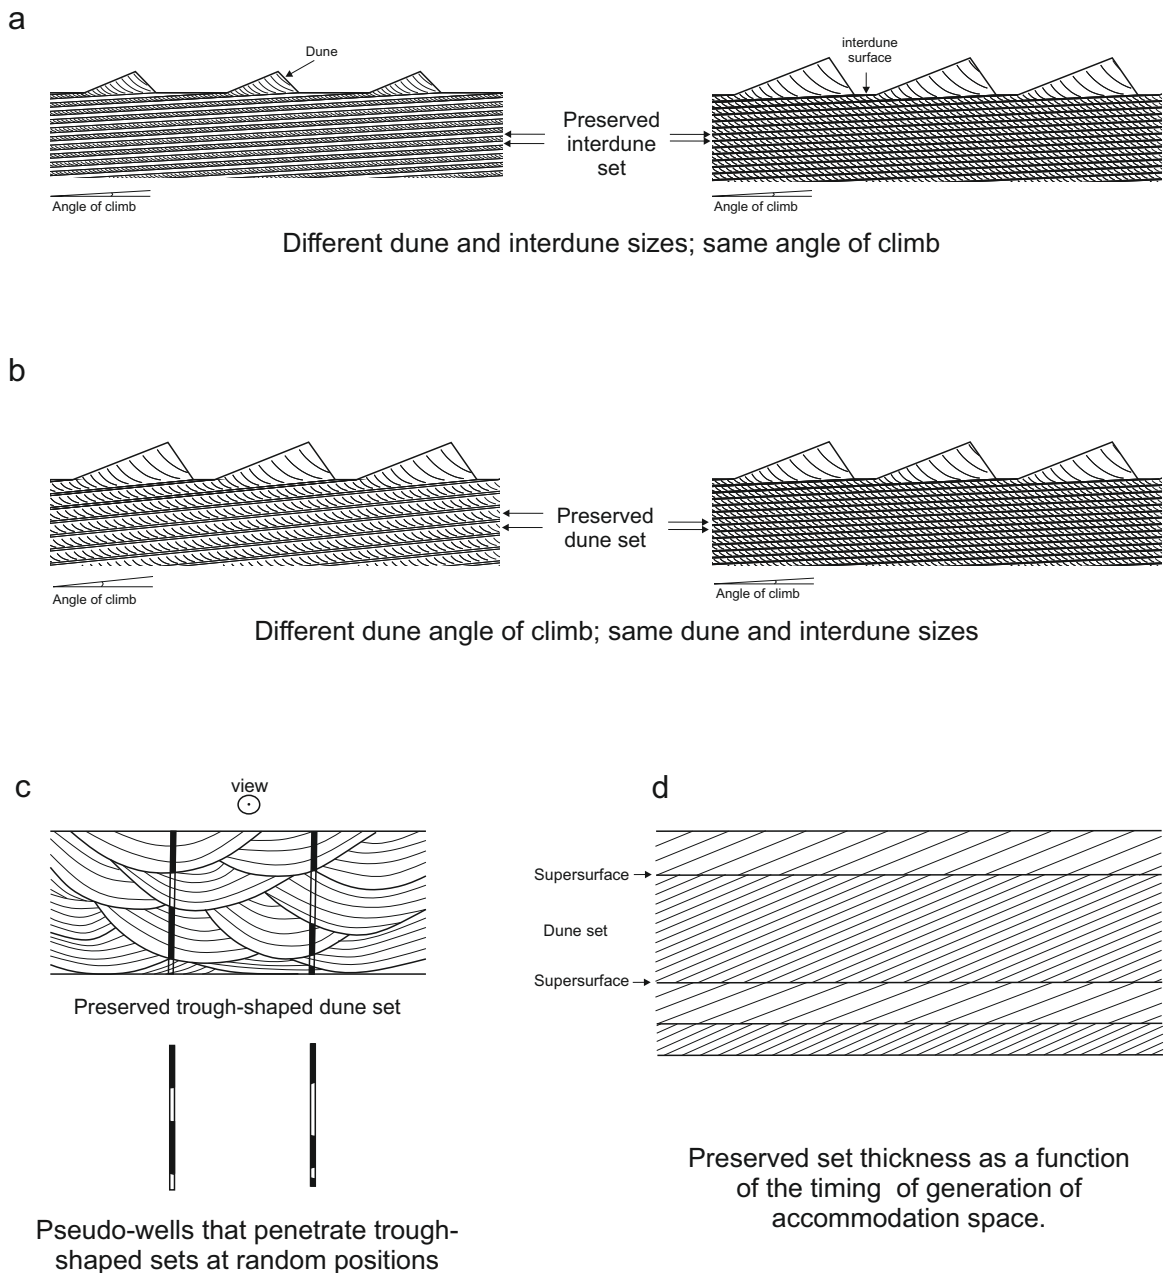 a
Dune
interdune
surface
Preserved
interdune
set
Angle of climb
Angle of climb
Different dune and interdune sizes; same angle of climb
b
Preserved
dune set
Angle of climb
Angle of climb
Different dune angle of climb; same dune and interdune sizes
c
view
Preserved trough-shaped dune set
Pseudo-wells that penetrate trough-
shaped sets at random positions
d
Supersurface
Dune set
Supersurface
Preserved set thickness as a function
of the timing of generation of
accommodation space.